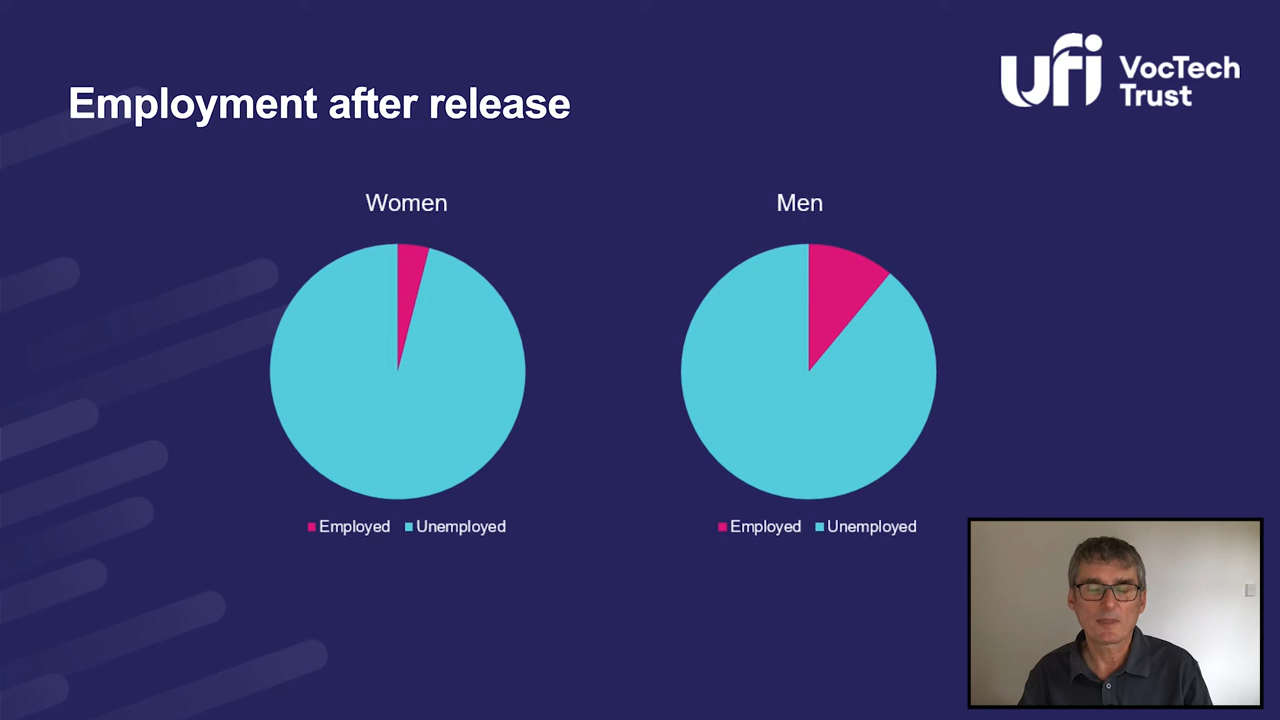 Employment after release
ufi VocTech
Trust
Women
Men
Employed Unemployed
Employed Unemployed